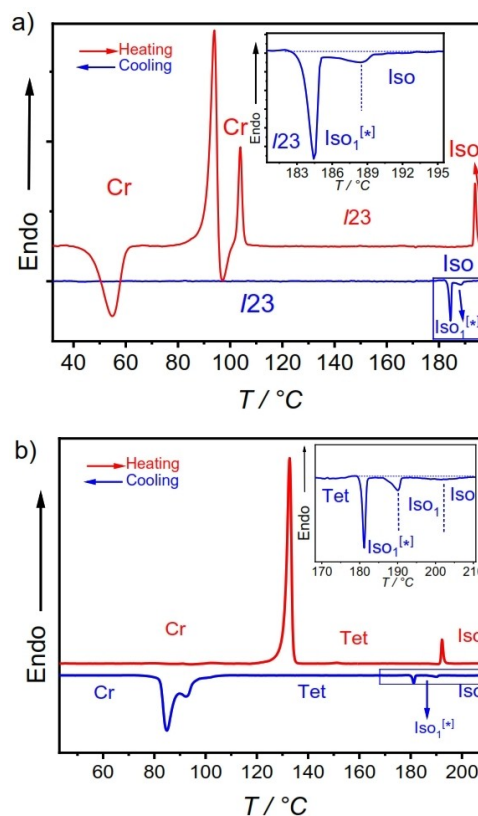 a)
Heating
Cooling
Endo
Cr
Cr
I23
Iso
I23
Iso
Iso₁[*]
40 60 80 100 120 140 160 180
T / °C
Endo
I23
Iso₁[*]
Iso
183 186 189 192 195
T / °C
b)
Heating
Cooling
Endo
Cr
Tet
Iso
Cr
Tet
Iso
Iso₁[*]
60 80 100 120 140 160 180 200
T / °C
Endo
Tet
Iso₁[*]
Iso₁
Iso
170 180 190 200 210
T / °C